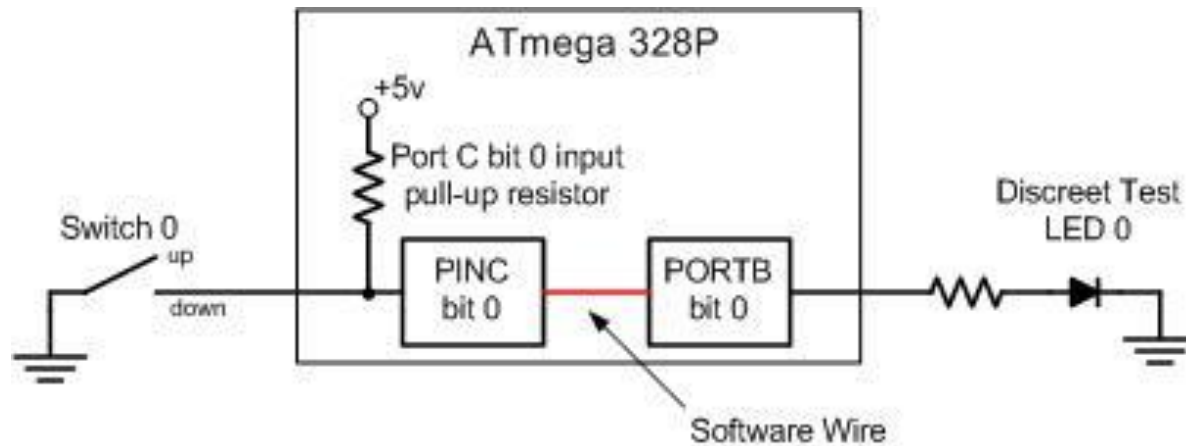 ATmega 328P
+5v
Port C bit 0 input
pull-up resistor
Switch 0
up
down
PINC
bit 0
PORTB
bit 0
Discreet Test
LED 0
Software Wire